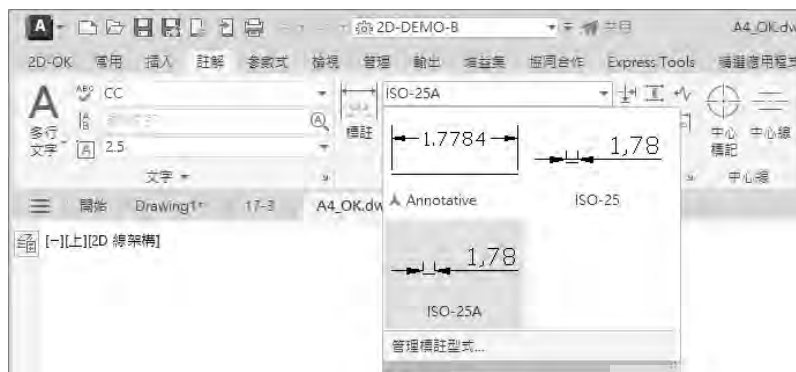 A 2D-DEMO-B 共用 A4_OK.dw
2D-OK 常用 插入 註解 參數式 檢視 管理 輸出 增益集 協同合作 Express Tools 精選應用程式
ABC CC ISO-25A
多行文字 標註 中心標記 中心線
A 2.5
文字 中心線
1.7784 1,78
Annotative ISO-25
開始 Drawing1* 17-3 A4_OK.dw
[−][上][2D 線架構]
1,78
ISO-25A
管理標註型式...